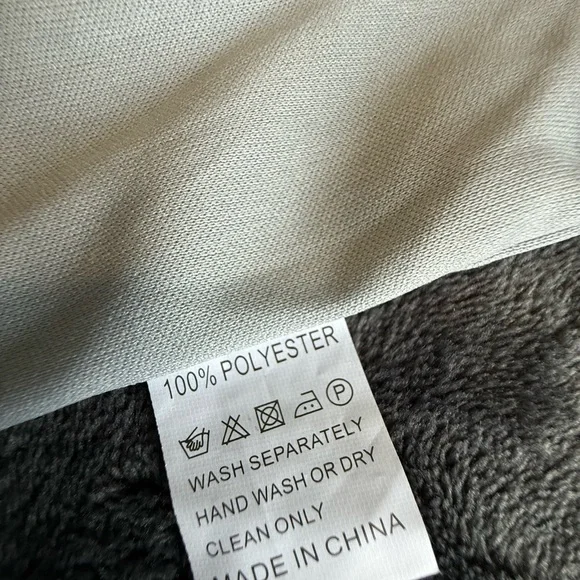 100% POLYESTER
P
WASH SEPARATELY
HAND WASH OR DRY
CLEAN ONLY
MADE IN CHINA